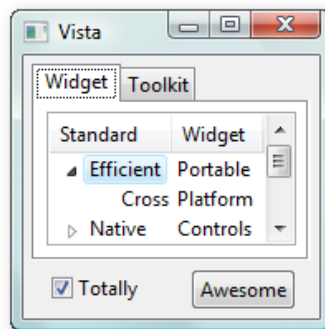 Vista
Widget Toolkit
Standard Widget
Efficient Portable
Cross Platform
Native Controls
Totally Awesome